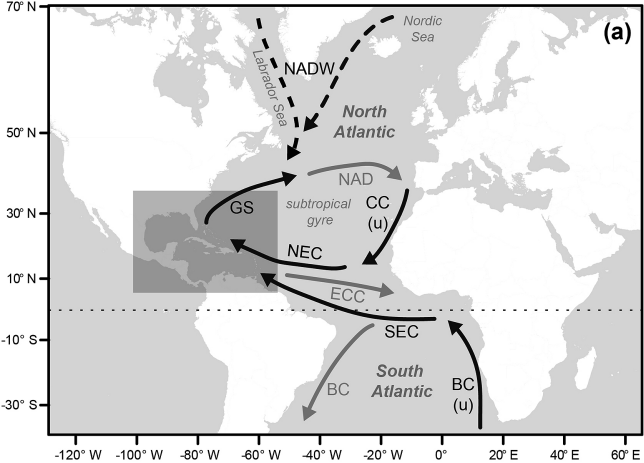 70° N
Nordic
Sea
(a)
Labrador Sea
NADW
North
Atlantic
50° N
NAD
30° N
GS
subtropical
gyre
CC
(u)
NEC
10° N
ECC
SEC
-10° N
South
Atlantic
BC
BC
(u)
-30° S
-120° W
-100° W
-80° W
-60° W
-40° W
-20° W
0°
20° E
40° E
60° E